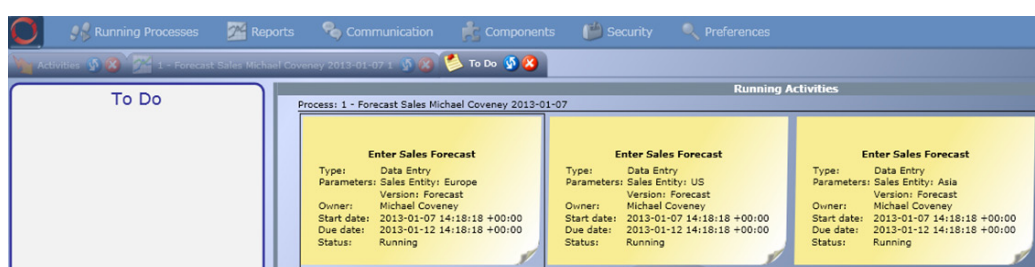 Running Processes Reports Communication Components Security Preferences
Activities 1 - Forecast Sales Michael Coveney 2013-01-07 1 To Do
To Do
Running Activities
Process: 1 - Forecast Sales Michael Coveney 2013-01-07
Enter Sales Forecast
Type: Data Entry
Parameters: Sales Entity: Europe
Version: Forecast
Owner: Michael Coveney
Start date: 2013-01-07 14:18:18 +00:00
Due date: 2013-01-12 14:18:18 +00:00
Status: Running
Enter Sales Forecast
Type: Data Entry
Parameters: Sales Entity: US
Version: Forecast
Owner: Michael Coveney
Start date: 2013-01-07 14:18:18 +00:00
Due date: 2013-01-12 14:18:18 +00:00
Status: Running
Enter Sales Forecast
Type: Data Entry
Parameters: Sales Entity: Asia
Version: Forecast
Owner: Michael Coveney
Start date: 2013-01-07 14:18:18 +00:00
Due date: 2013-01-12 14:18:18 +00:00
Status: Running